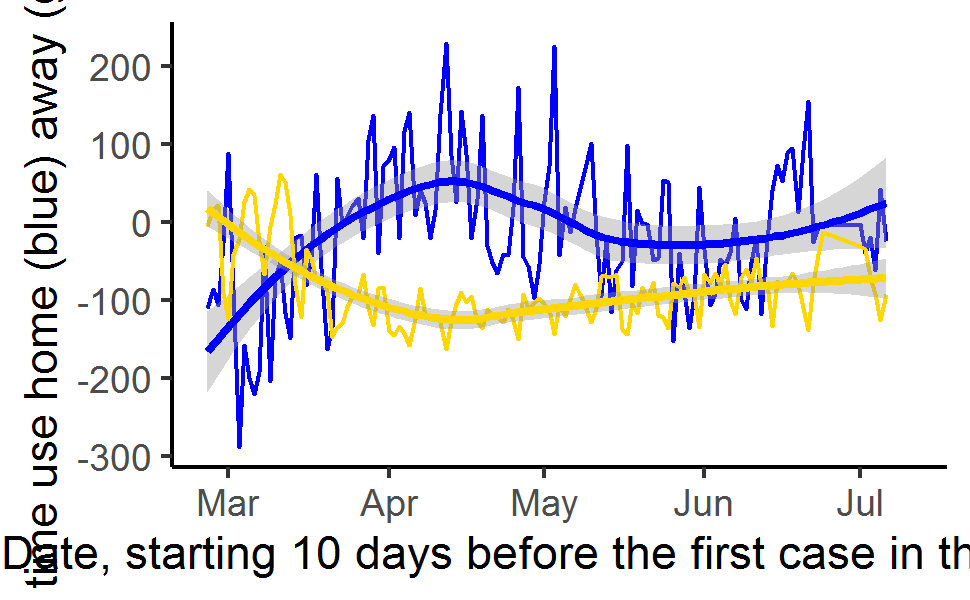 time use home (blue) away (
200
100
0
-100
-200
-300
Mar Apr May Jun Jul
Date, starting 10 days before the first case in th